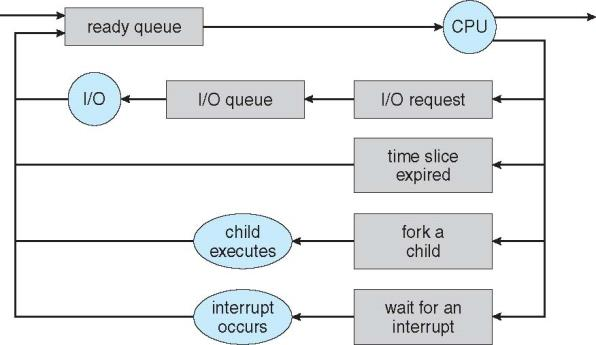 ready queue
CPU
I/O
I/O queue
I/O request
time slice
expired
child
executes
fork a
child
interrupt
occurs
wait for an
interrupt